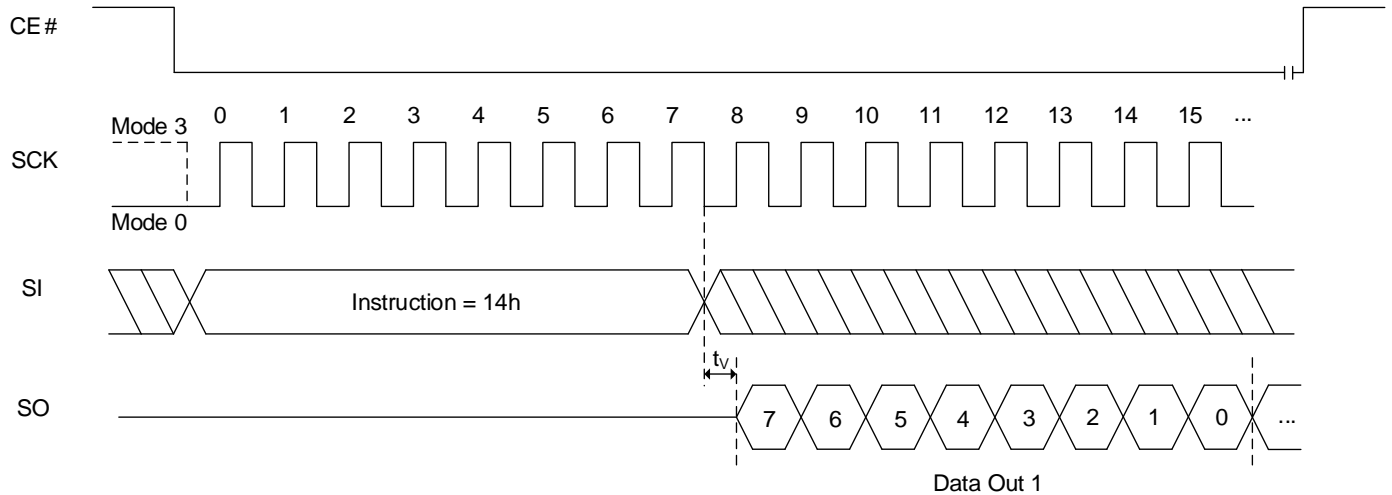 CE#
0 1 2 3 4 5 6 7 8 9 10 11 12 13 14 15 ...
Mode 3
SCK
Mode 0
SI
Instruction = 14h
tV
SO
7 6 5 4 3 2 1 0 ...
Data Out 1